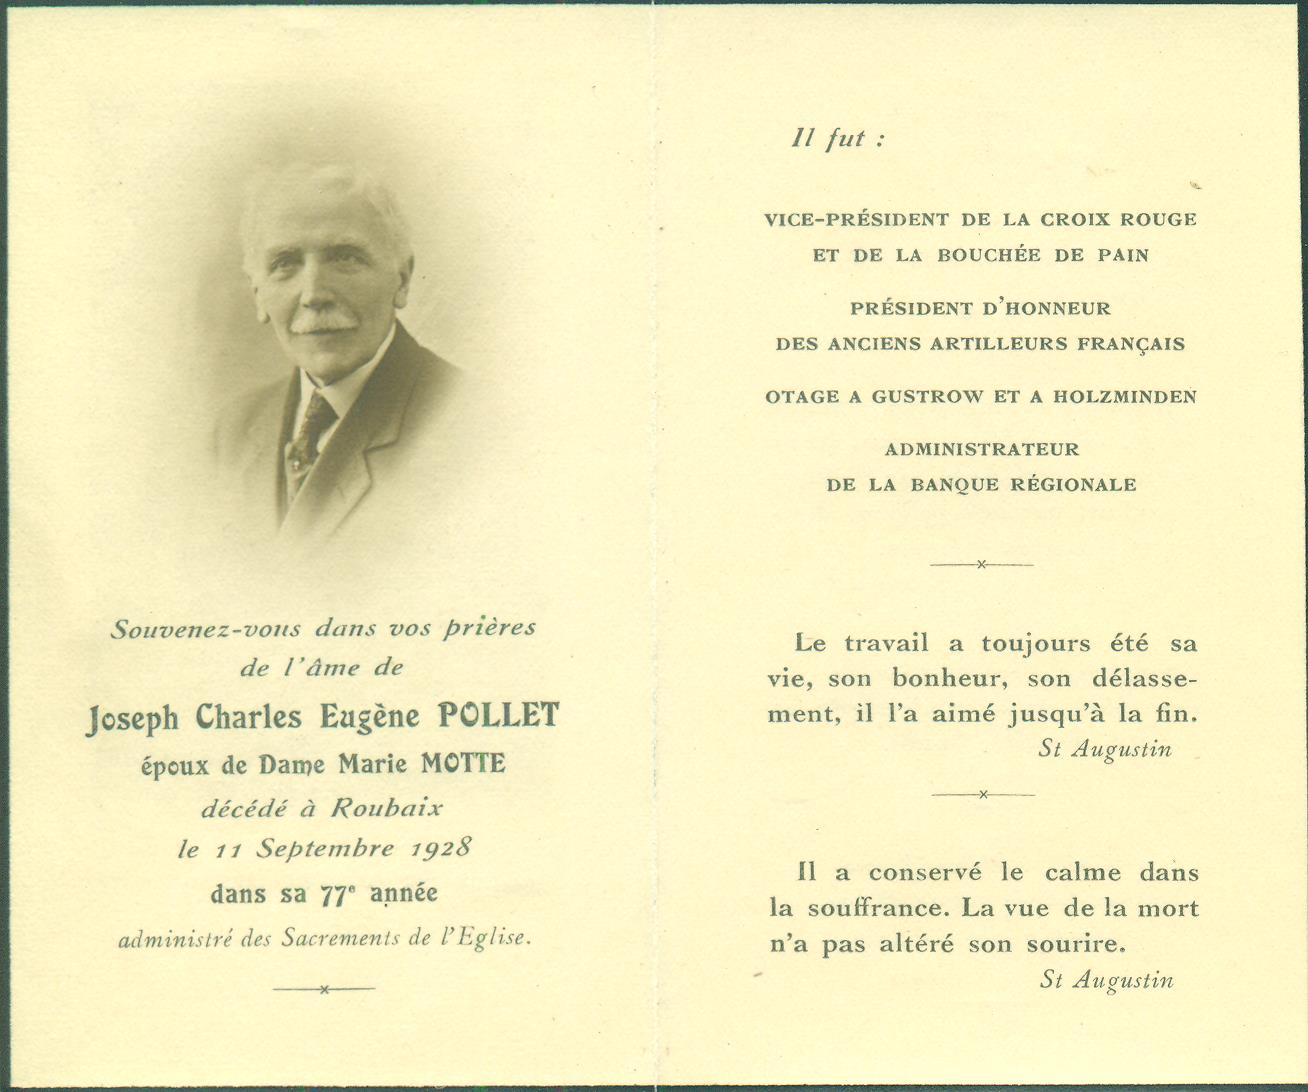 Souvenez-vous dans vos prières
de l'âme de
Joseph Charles Eugène POLLET
époux de Dame Marie MOTTE
décédé à Roubaix
le 11 Septembre 1928
dans sa 77e année
administré des Sacrements de l'Eglise.
Il fut :
VICE-PRÉSIDENT DE LA CROIX ROUGE
ET DE LA BOUCHÉE DE PAIN
PRÉSIDENT D'HONNEUR
DES ANCIENS ARTILLEURS FRANÇAIS
OTAGE A GUSTROW ET A HOLZMINDEN
ADMINISTRATEUR
DE LA BANQUE RÉGIONALE
Le travail a toujours été sa
vie, son bonheur, son délasse-
ment, il l'a aimé jusqu'à la fin.
St Augustin
Il a conservé le calme dans
la souffrance. La vue de la mort
n'a pas altéré son sourire.
St Augustin